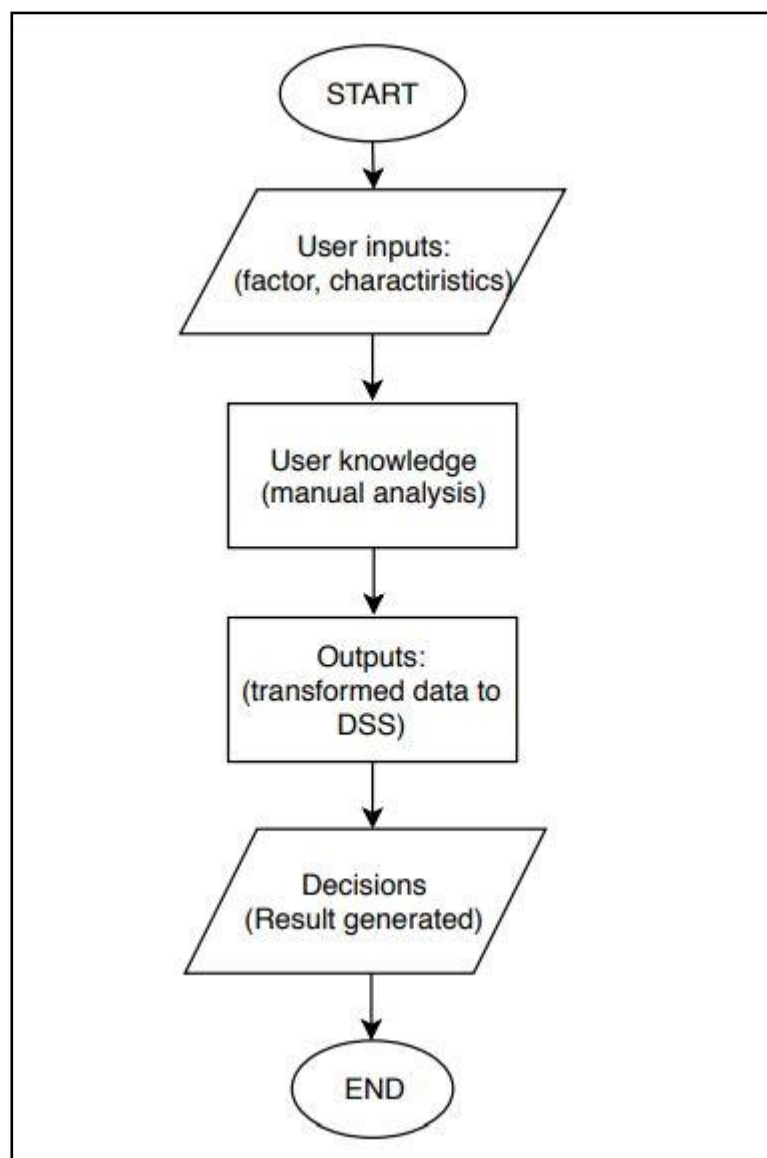 START
User inputs:
(factor, charactiristics)
User knowledge
(manual analysis)
Outputs:
(transformed data to
DSS)
Decisions
(Result generated)
END